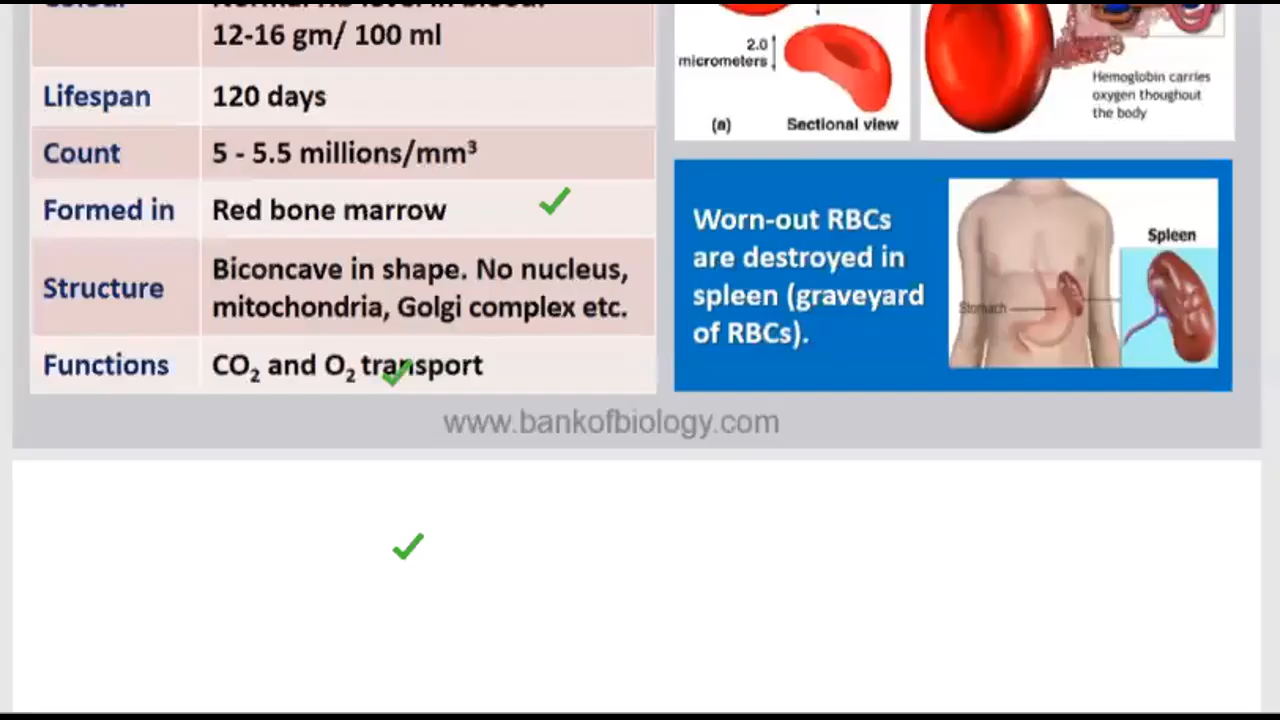 12-16 gm/ 100 ml
Lifespan 120 days
Count 5 - 5.5 millions/mm³
Formed in Red bone marrow
Structure Biconcave in shape. No nucleus,
mitochondria, Golgi complex etc.
Functions CO₂ and O₂ transport
2.0
micrometers
(a) Sectional view
Hemoglobin carries
oxygen thoughout
the body
Worn-out RBCs
are destroyed in
spleen (graveyard
of RBCs).
Spleen
Stomach
www.bankofbiology.com